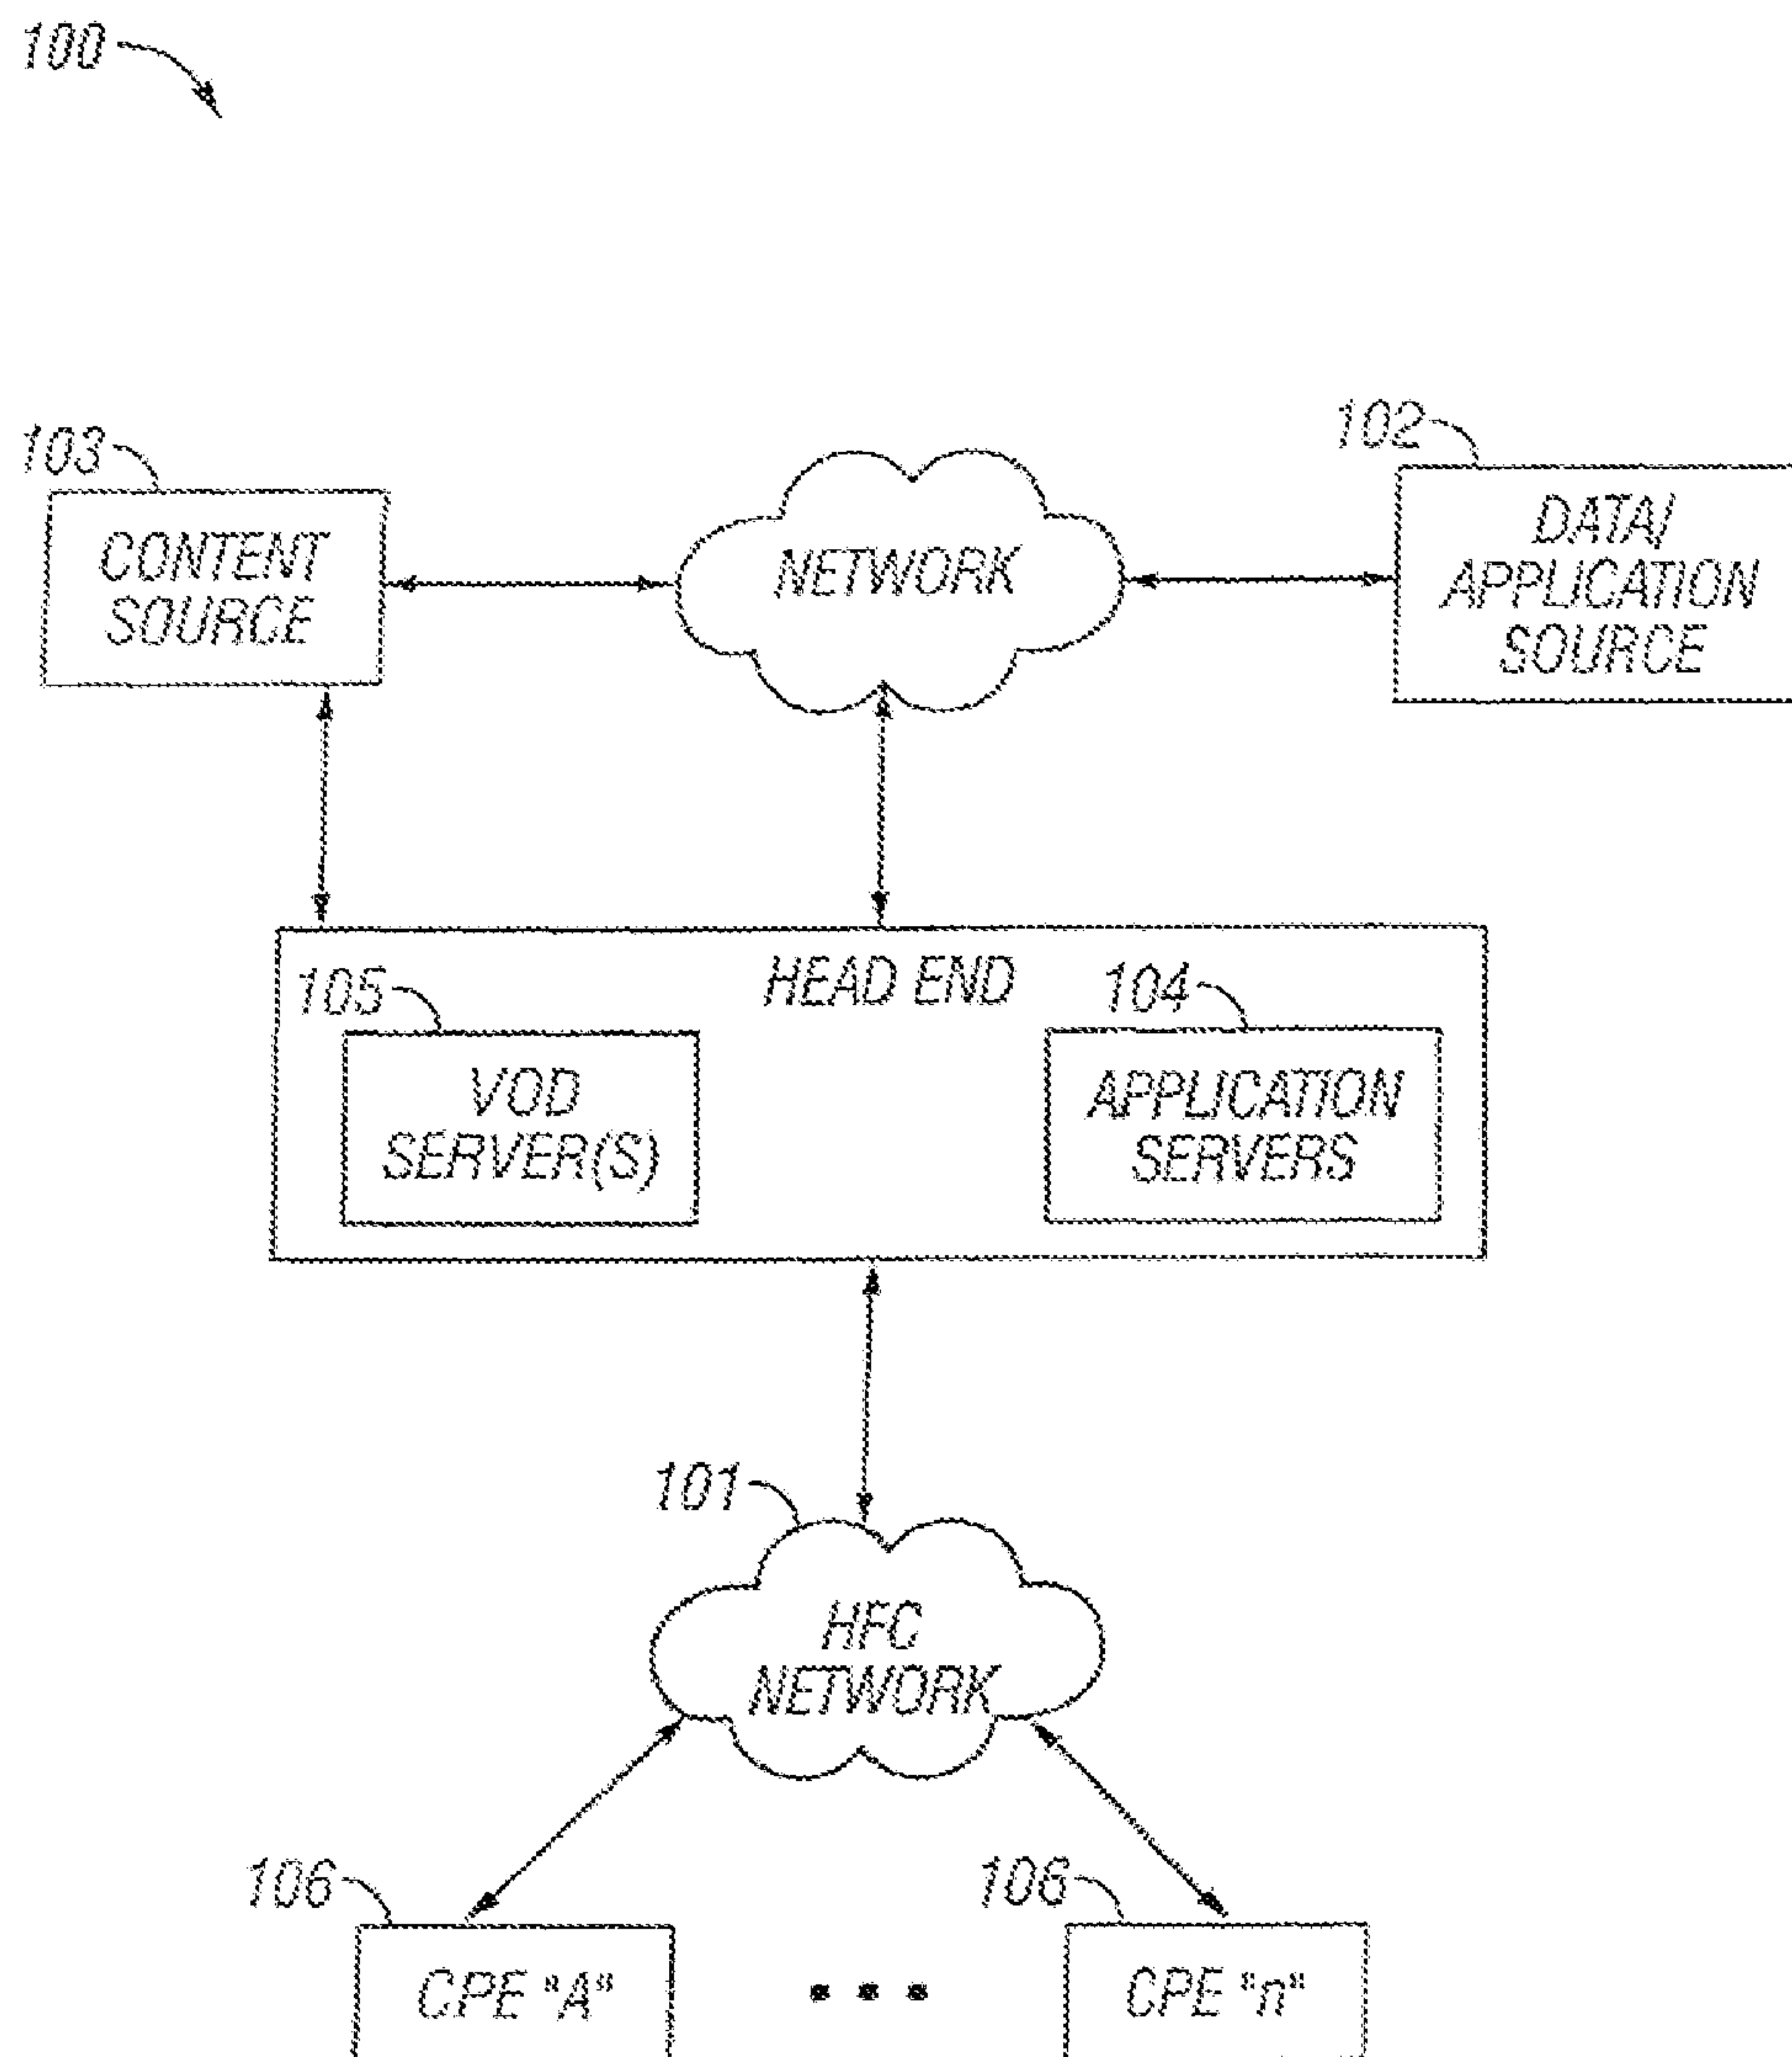 100
103
CONTENT
SOURCE
NETWORK
102
DATA/
APPLICATION
SOURCE
HEAD END
105
VOD
SERVER(S)
104
APPLICATION
SERVERS
101
HFC
NETWORK
106
CPE "A"
106
CPE "n"